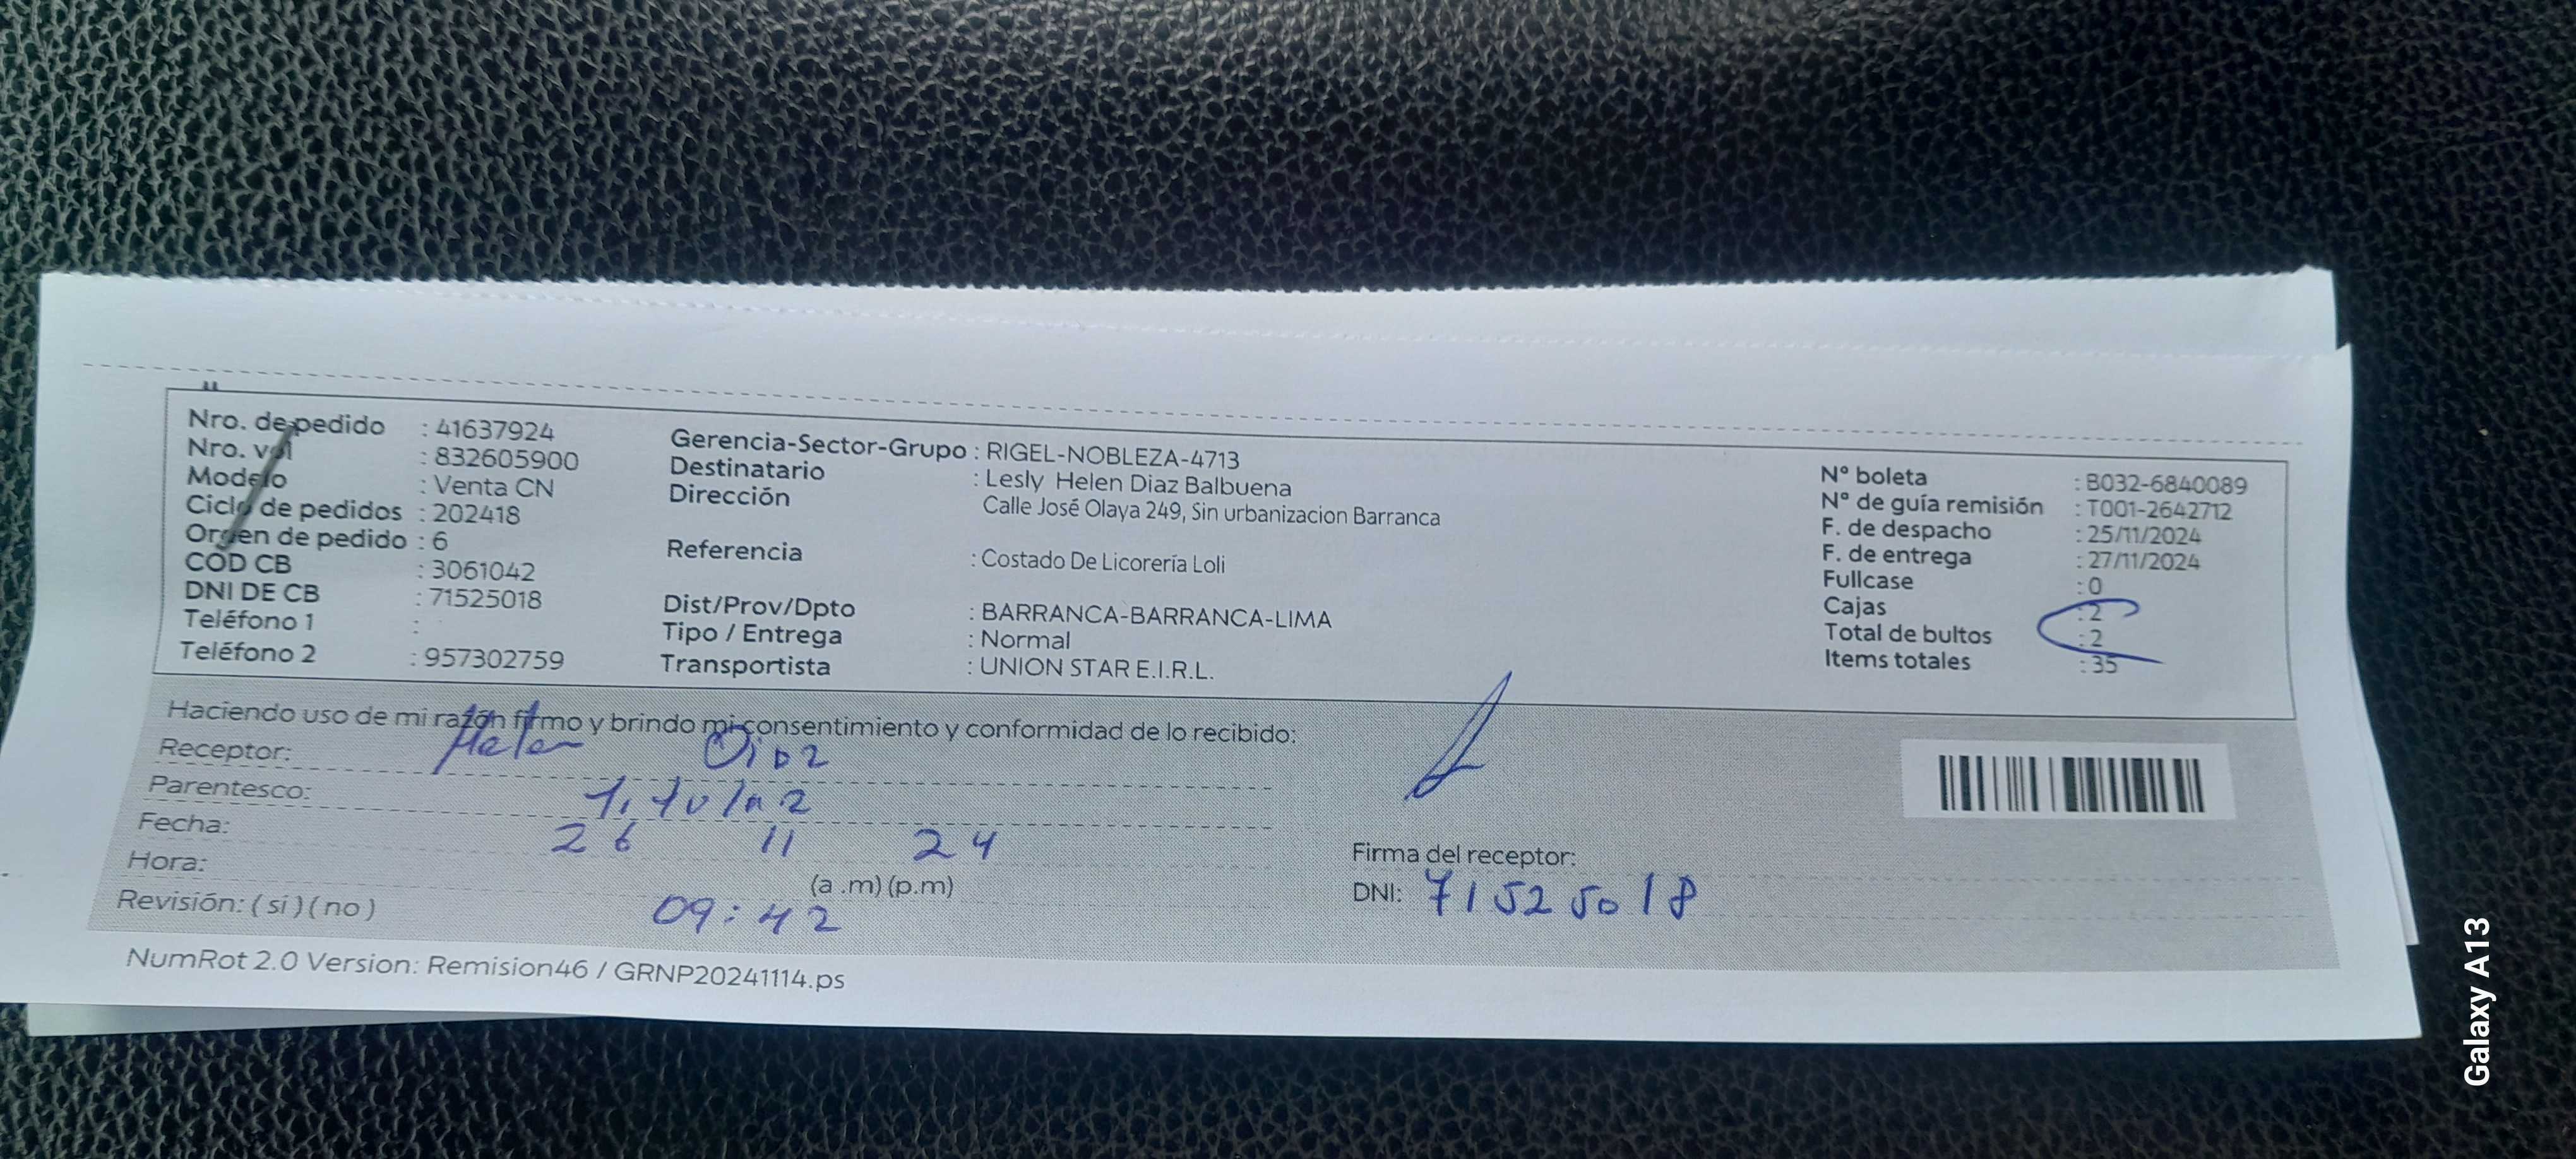 Nro. de pedido : 41637924
Nro. vol : 832605900
Modelo : Venta CN
Ciclo de pedidos : 202418
Orden de pedido : 6
COD CB : 3061042
DNI DE CB : 71525018
Teléfono 1 :
Teléfono 2 : 957302759
Gerencia-Sector-Grupo : RIGEL-NOBLEZA-4713
Destinatario : Lesly Helen Diaz Balbuena
Dirección Calle José Olaya 249, Sin urbanizacion Barranca
Referencia : Costado De Licorería Loli
Dist/Prov/Dpto : BARRANCA-BARRANCA-LIMA
Tipo / Entrega : Normal
Transportista : UNION STAR E.I.R.L.
N° boleta : B032-6840089
N° de guía remisión : T001-2642712
F. de despacho : 25/11/2024
F. de entrega : 27/11/2024
Fullcase : 0
Cajas : 2
Total de bultos : 2
Items totales : 35
Haciendo uso de mi razón firmo y brindo mi consentimiento y conformidad de lo recibido:
Receptor: Helen Diaz
Parentesco: Titular
Fecha: 26 11 24
Hora: (a .m) (p.m)
09:42
Revisión: ( si ) ( no )
Firma del receptor:
DNI: 71525018
NumRot 2.0 Version: Remision46 / GRNP20241114.ps
Galaxy A13